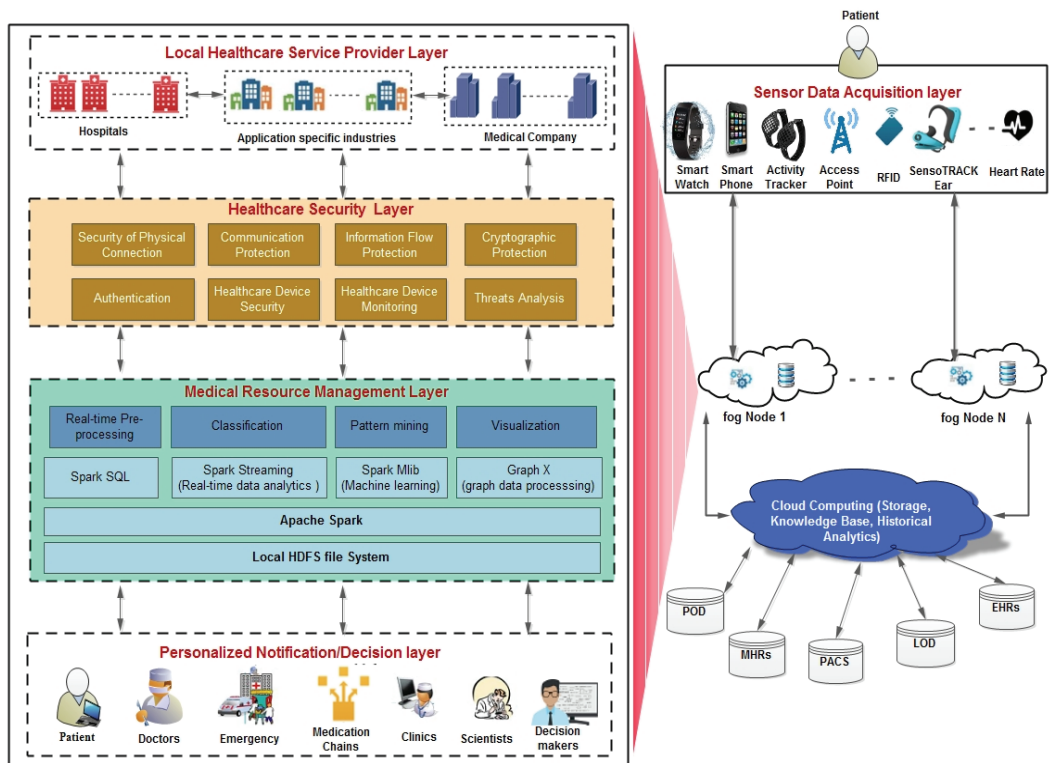 Local Healthcare Service Provider Layer
Hospitals
Application specific industries
Medical Company
Healthcare Security Layer
Security of Physical
Connection
Communication
Protection
Information Flow
Protection
Cryptographic
Protection
Authentication
Healthcare Device
Security
Healthcare Device
Monitoring
Threats Analysis
Medical Resource Management Layer
Real-time Pre-
processing
Classification
Pattern mining
Visualization
Spark SQL
Spark Streaming
(Real-time data analytics )
Spark Mlib
(Machine learning)
Graph X
(graph data processsing)
Apache Spark
Local HDFS file System
Personalized Notification/Decision layer
Patient
Doctors
Emergency
Medication
Chains
Clinics
Scientists
Decision
makers
Patient
Sensor Data Acquisition layer
Smart
Watch
Smart
Phone
Activity
Tracker
Access
Point
RFID
SensoTRACK
Ear
Heart Rate
fog Node 1
fog Node N
Cloud Computing (Storage,
Knowledge Base, Historical
Analytics)
POD
MHRs
PACS
LOD
EHRs